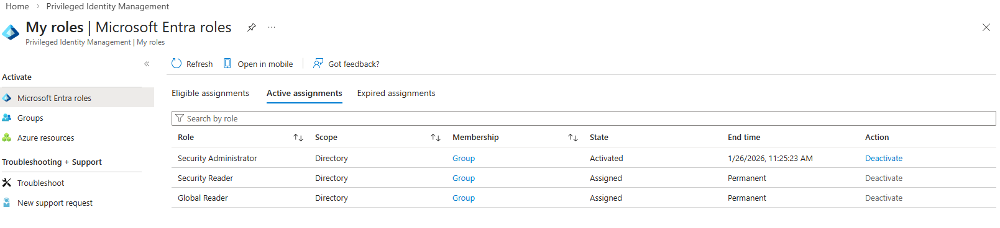 Home > Privileged Identity Management
My roles | Microsoft Entra roles
Privileged Identity Management | My roles
Activate
Microsoft Entra roles
Groups
Azure resources
Troubleshooting + Support
Troubleshoot
New support request
Refresh Open in mobile Got feedback?
Eligible assignments Active assignments Expired assignments
Search by role
Role Scope Membership State End time Action
Security Administrator Directory Group Activated 1/26/2026, 11:25:23 AM Deactivate
Security Reader Directory Group Assigned Permanent Deactivate
Global Reader Directory Group Assigned Permanent Deactivate